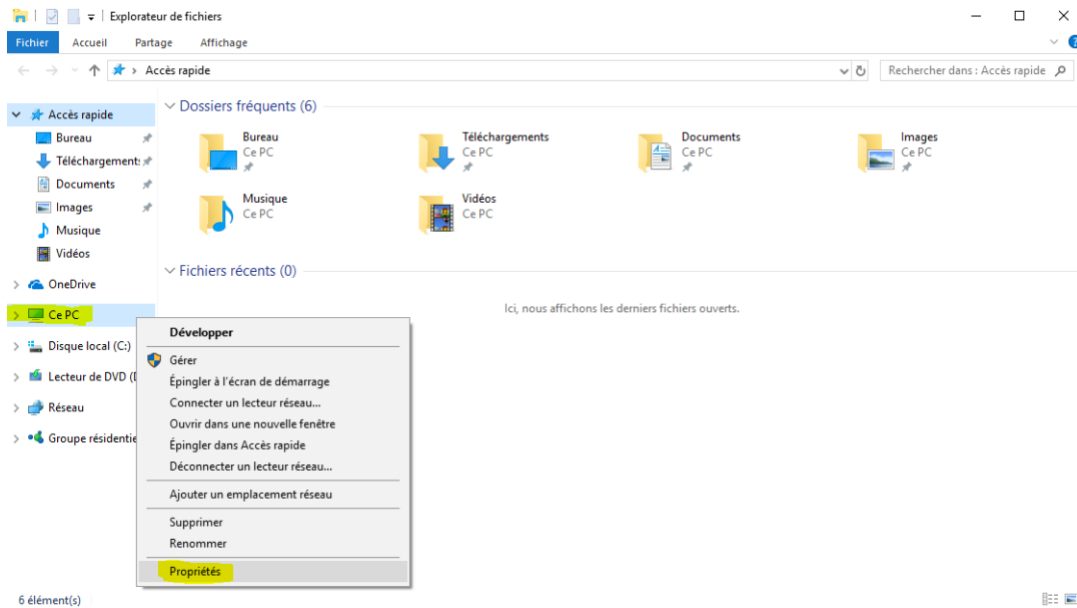 Explorateur de fichiers
Fichier Accueil Partage Affichage
Accès rapide
Rechercher dans : Accès rapide
Accès rapide
Bureau
Téléchargement
Documents
Images
Musique
Vidéos
OneDrive
Ce PC
Disque local (C:)
Lecteur de DVD (
Réseau
Groupe résidentie
Dossiers fréquents (6)
Bureau
Ce PC
Téléchargements
Ce PC
Documents
Ce PC
Images
Ce PC
Musique
Ce PC
Vidéos
Ce PC
Fichiers récents (0)
Ici, nous affichons les derniers fichiers ouverts.
Développer
Gérer
Épingler à l'écran de démarrage
Connecter un lecteur réseau...
Ouvrir dans une nouvelle fenêtre
Épingler dans Accès rapide
Déconnecter un lecteur réseau...
Ajouter un emplacement réseau
Supprimer
Renommer
Propriétés
6 élément(s)